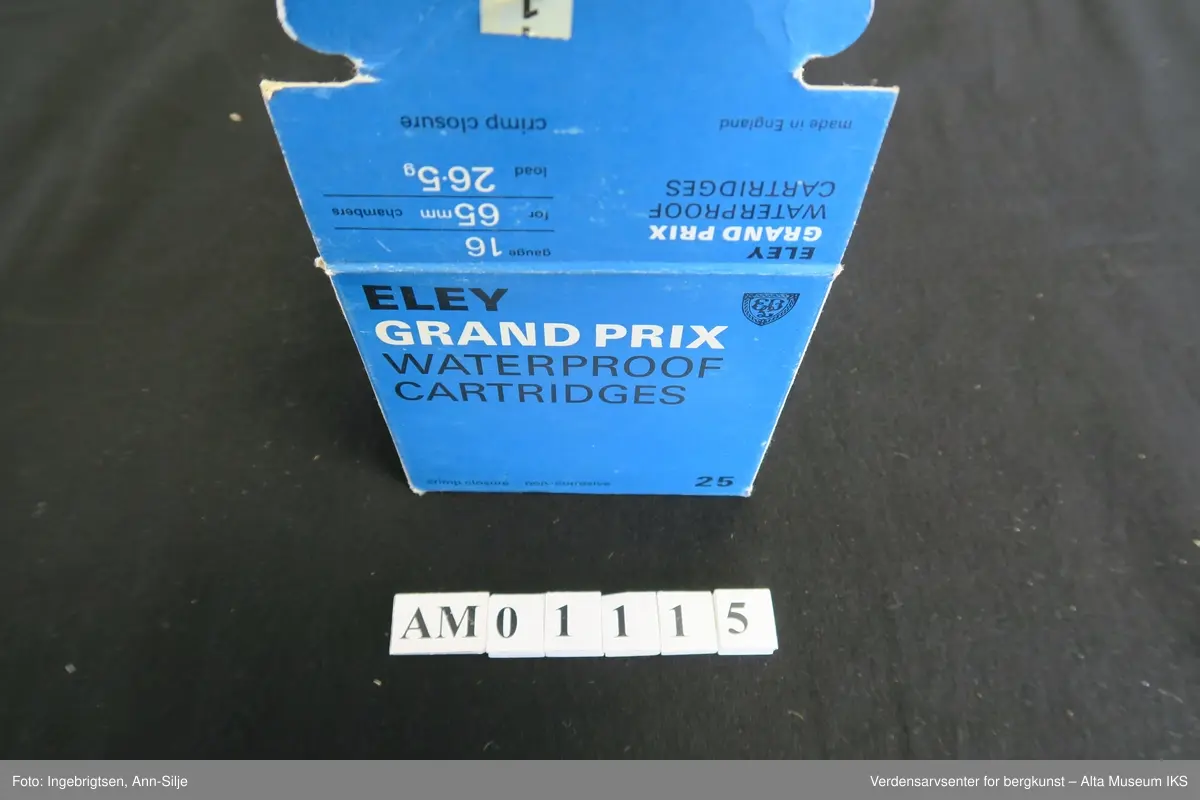 1
crimp closure
made in England
load 26·5g
for 65mm chambers
16 gauge
ELEY
GRAND PRIX
WATERPROOF
CARTRIDGES
ELEY
GRAND PRIX
WATERPROOF
CARTRIDGES
crimp closure non-corrosive 25
AM01115
Foto: Ingebrigtsen, Ann-Silje
Verdensarvsenter for bergkunst – Alta Museum IKS